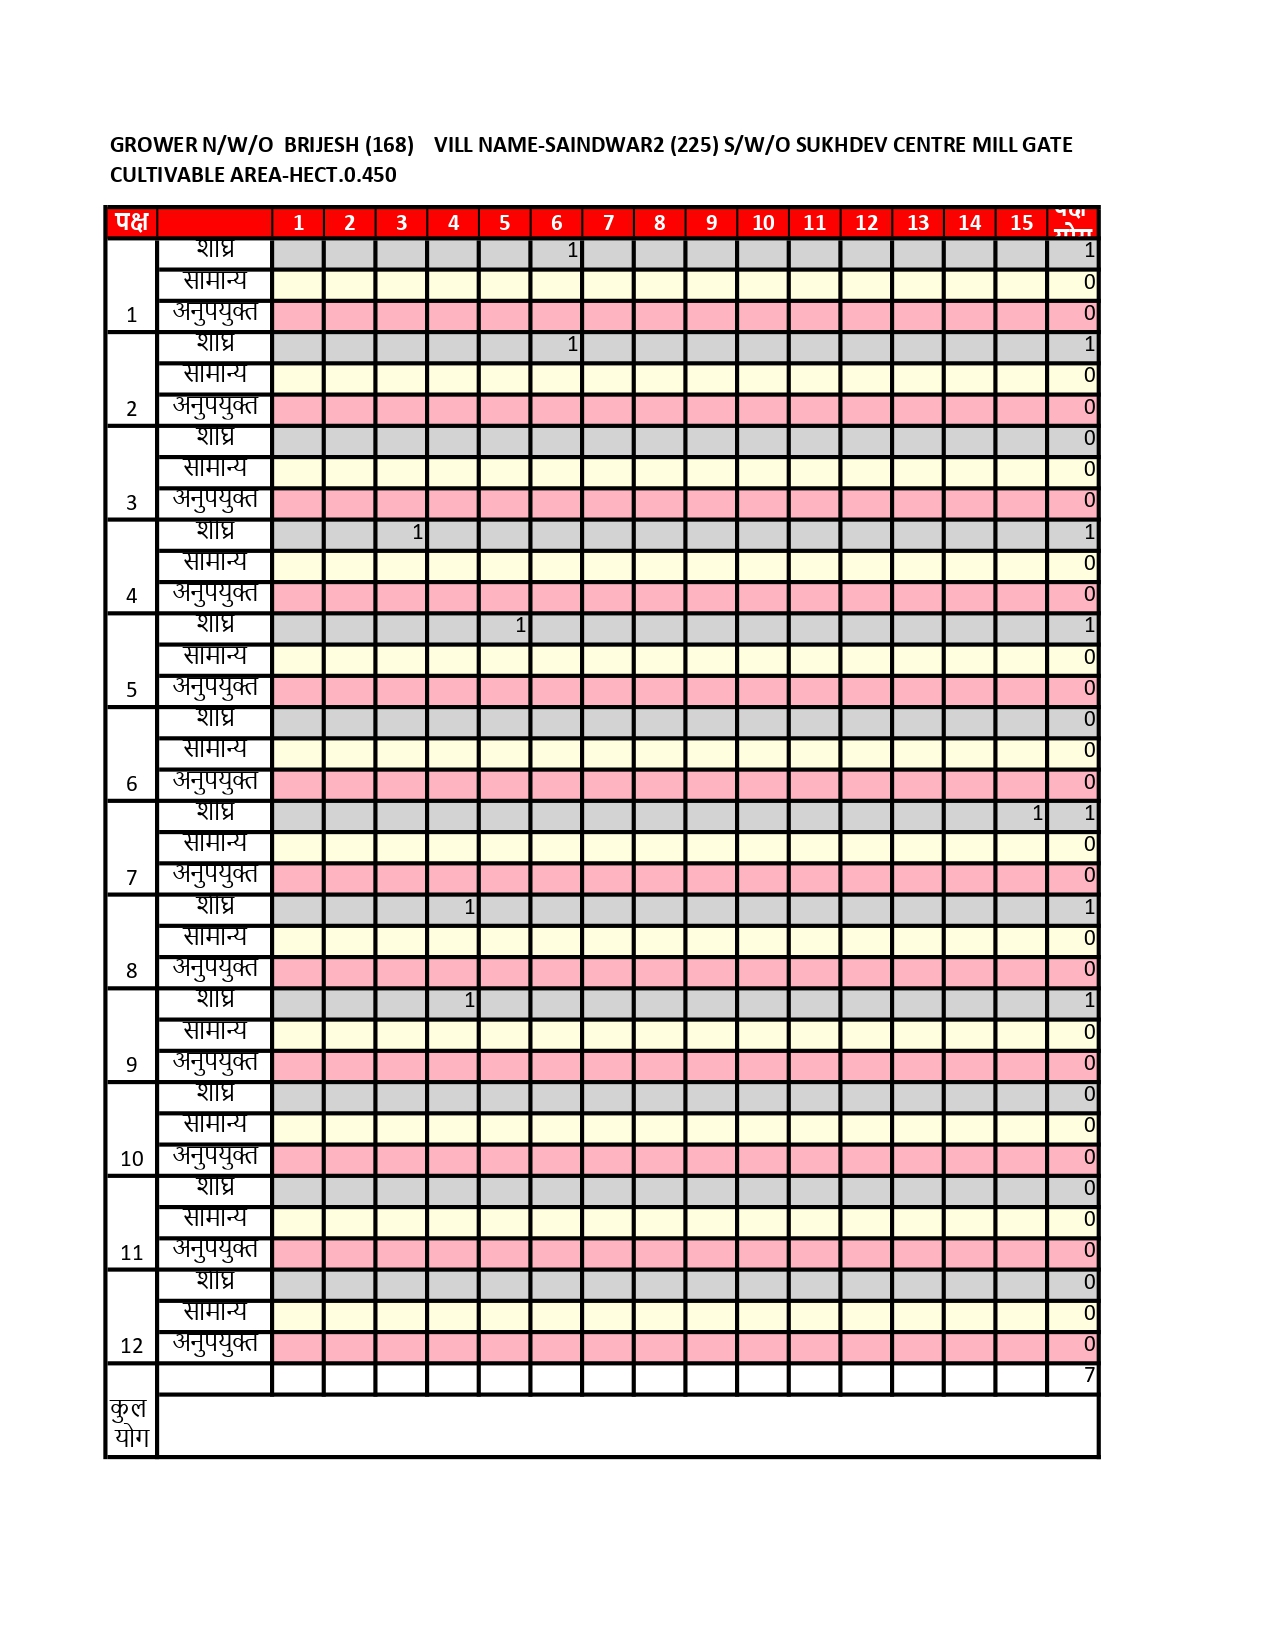 GROWER N/W/O BRIJESH (168) VILL NAME-SAINDWAR2 (225) S/W/O SUKHDEV CENTRE MILL GATE
CULTIVABLE AREA-HECT.0.450
पक्ष 1 2 3 4 5 6 7 8 9 10 11 12 13 14 15 पक्ष योग
शीघ्र 1 1
सामान्य 0
1 अनुपयुक्त 0
शीघ्र 1 1
सामान्य 0
2 अनुपयुक्त 0
शीघ्र 0
सामान्य 0
3 अनुपयुक्त 0
शीघ्र 1 1
सामान्य 0
4 अनुपयुक्त 0
शीघ्र 1 1
सामान्य 0
5 अनुपयुक्त 0
शीघ्र 0
सामान्य 0
6 अनुपयुक्त 0
शीघ्र 1 1
सामान्य 0
7 अनुपयुक्त 0
शीघ्र 1 1
सामान्य 0
8 अनुपयुक्त 0
शीघ्र 1 1
सामान्य 0
9 अनुपयुक्त 0
शीघ्र 0
सामान्य 0
10 अनुपयुक्त 0
शीघ्र 0
सामान्य 0
11 अनुपयुक्त 0
शीघ्र 0
सामान्य 0
12 अनुपयुक्त 0
7
कुल
योग